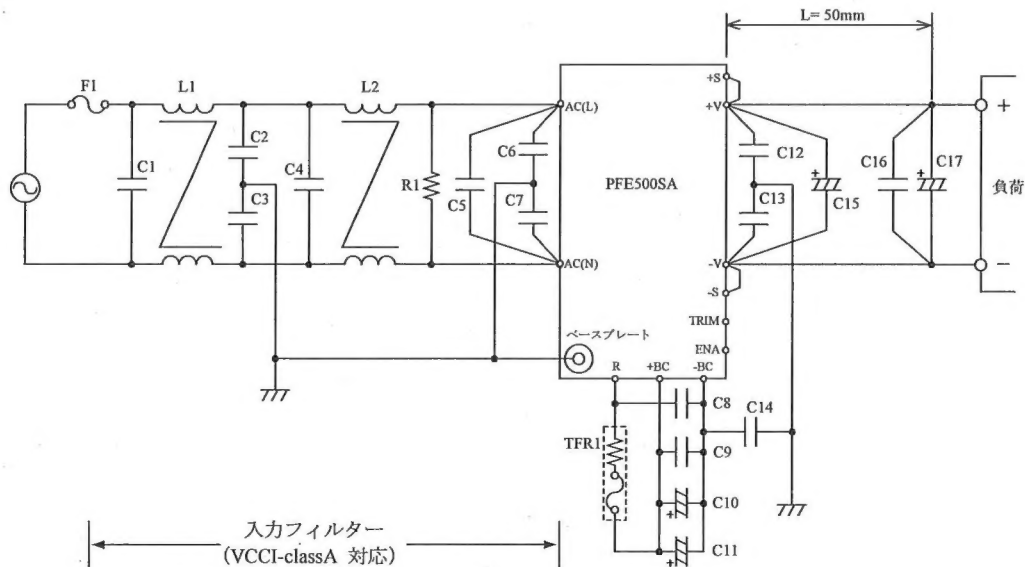 L= 50mm
F1
L1
L2
+S
AC(L)
+V
+
C1
C2
C3
C4
R1
C5
C6
C7
PFE500SA
C12
C13
C15
C16
C17
負荷
AC(N)
-V
−
-S
TRIM
ベースプレート
ENA
R
+BC
-BC
C8
C14
TFR1
C9
C10
C11
入力フィルター
(VCCI-classA 対応)